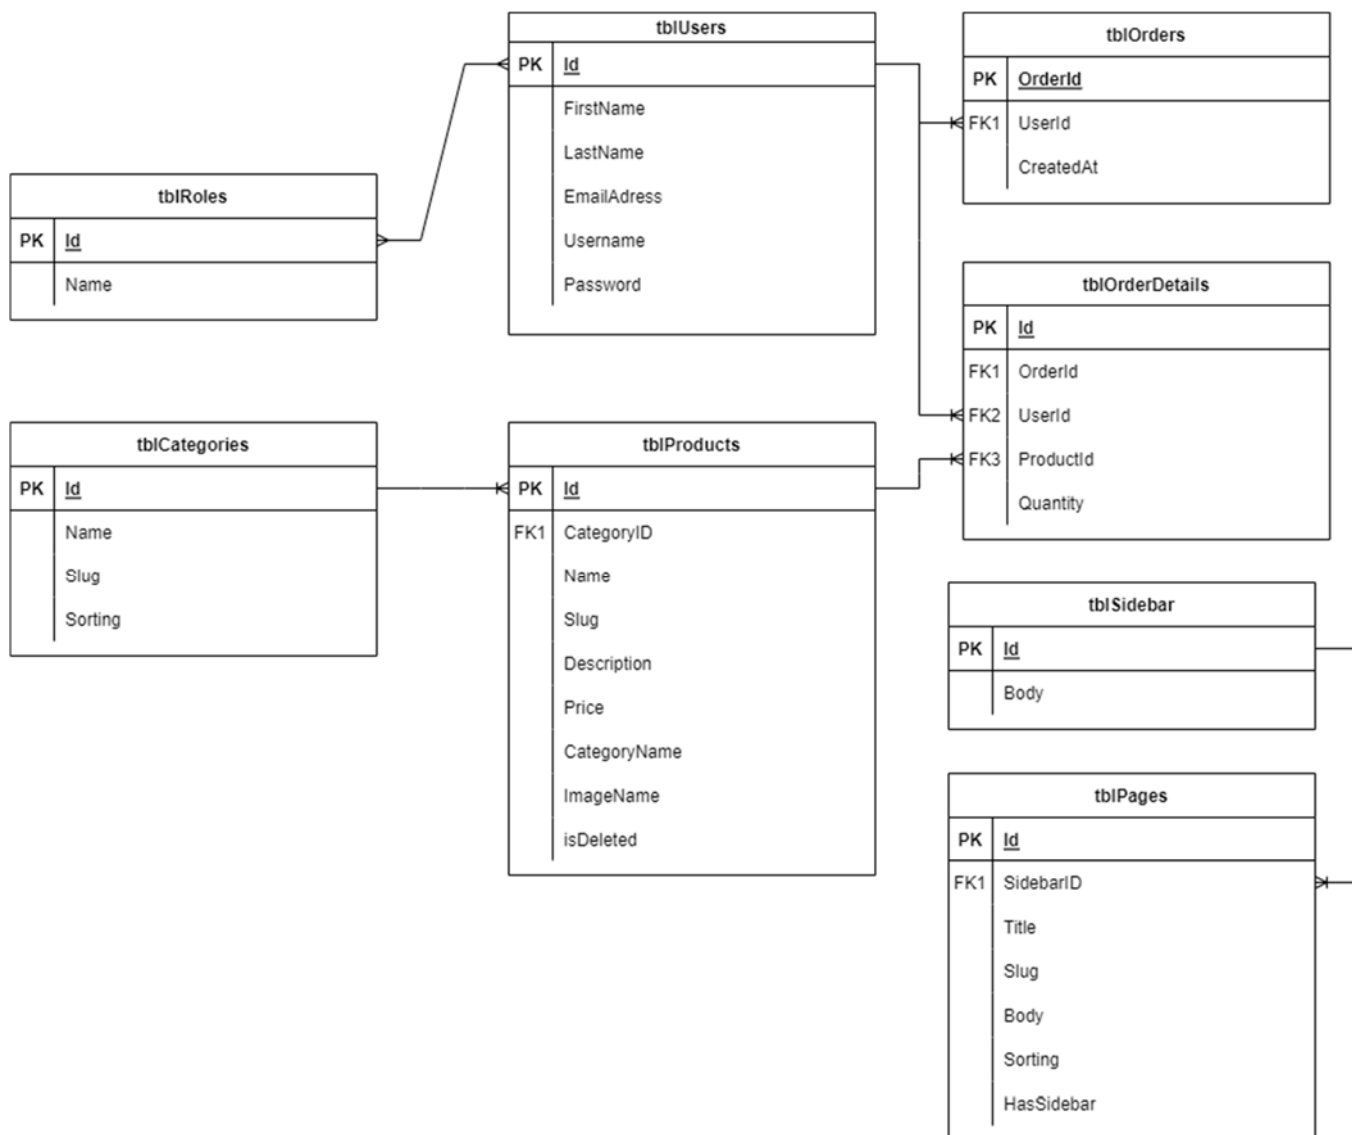 tblUsers
PK Id
FirstName
LastName
EmailAdress
Username
Password
tblOrders
PK OrderId
FK1 UserId
CreatedAt
tblRoles
PK Id
Name
tblOrderDetails
PK Id
FK1 OrderId
FK2 UserId
FK3 ProductId
Quantity
tblCategories
PK Id
Name
Slug
Sorting
tblProducts
PK Id
FK1 CategoryID
Name
Slug
Description
Price
CategoryName
ImageName
isDeleted
tblSidebar
PK Id
Body
tblPages
PK Id
FK1 SidebarID
Title
Slug
Body
Sorting
HasSidebar